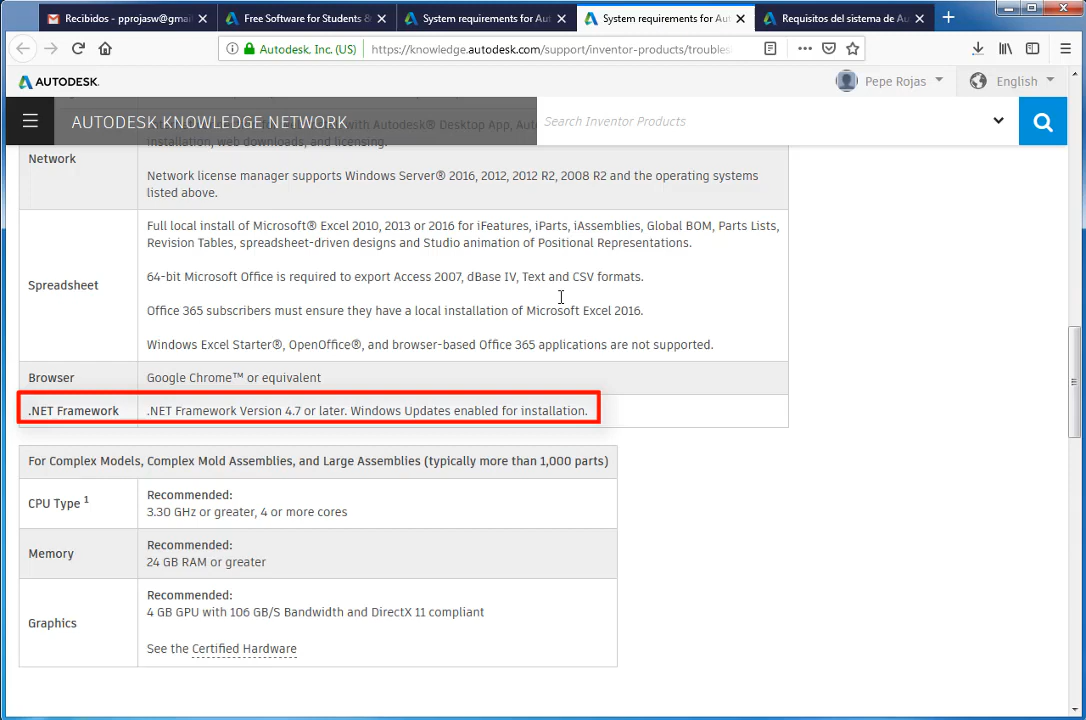 Recibidos - pprojasw@gmai
Free Software for Students &
System requirements for Aut
System requirements for Aut
Requisitos del sistema de Au
Autodesk, Inc. (US)
https://knowledge.autodesk.com/support/inventor-products/troubles
AUTODESK.
Pepe Rojas
English
AUTODESK KNOWLEDGE NETWORK
Search Inventor Products
with Autodesk® Desktop App, Aut
installation, web downloads, and licensing.
Network
Network license manager supports Windows Server® 2016, 2012, 2012 R2, 2008 R2 and the operating systems
listed above.
Spreadsheet
Full local install of Microsoft® Excel 2010, 2013 or 2016 for iFeatures, iParts, iAssemblies, Global BOM, Parts Lists,
Revision Tables, spreadsheet-driven designs and Studio animation of Positional Representations.
64-bit Microsoft Office is required to export Access 2007, dBase IV, Text and CSV formats.
Office 365 subscribers must ensure they have a local installation of Microsoft Excel 2016.
Windows Excel Starter®, OpenOffice®, and browser-based Office 365 applications are not supported.
Browser
Google Chrome™ or equivalent
.NET Framework
.NET Framework Version 4.7 or later. Windows Updates enabled for installation.
For Complex Models, Complex Mold Assemblies, and Large Assemblies (typically more than 1,000 parts)
CPU Type 1
Recommended:
3.30 GHz or greater, 4 or more cores
Memory
Recommended:
24 GB RAM or greater
Graphics
Recommended:
4 GB GPU with 106 GB/S Bandwidth and DirectX 11 compliant
See the Certified Hardware